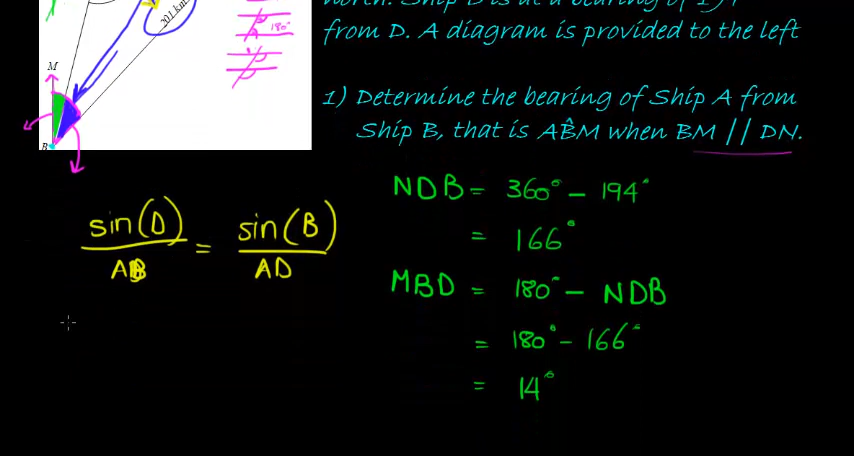 from D. A diagram is provided to the left
201 km
180°
M
1) Determine the bearing of Ship A from
Ship B, that is AB̂M when BM // DN.
B
NDB = 360° - 194°
= 166°
MBD = 180° - NDB
= 180° - 166°
= 14°
sin(D) = sin(B)
AB AD